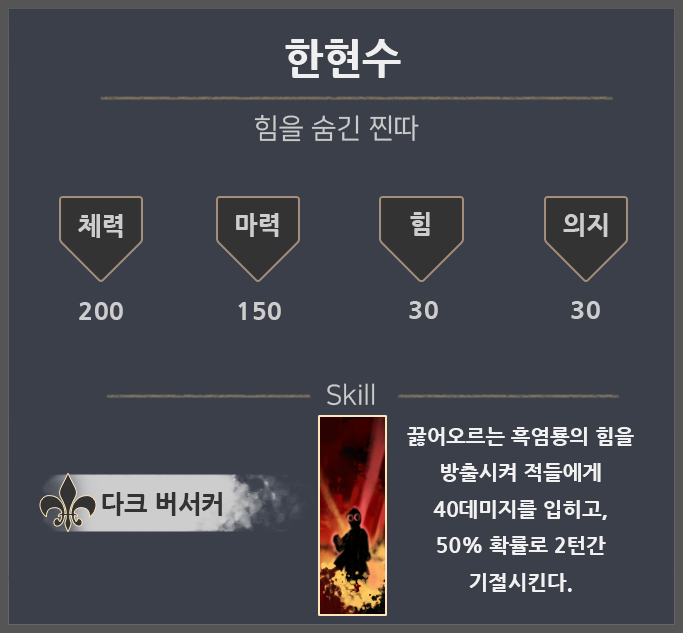 한현수
힘을 숨긴 찐따
체력 마력 힘 의지
200 150 30 30
Skill
다크 버서커
끓어오르는 흑염룡의 힘을
방출시켜 적들에게
40데미지를 입히고,
50% 확률로 2턴간
기절시킨다.